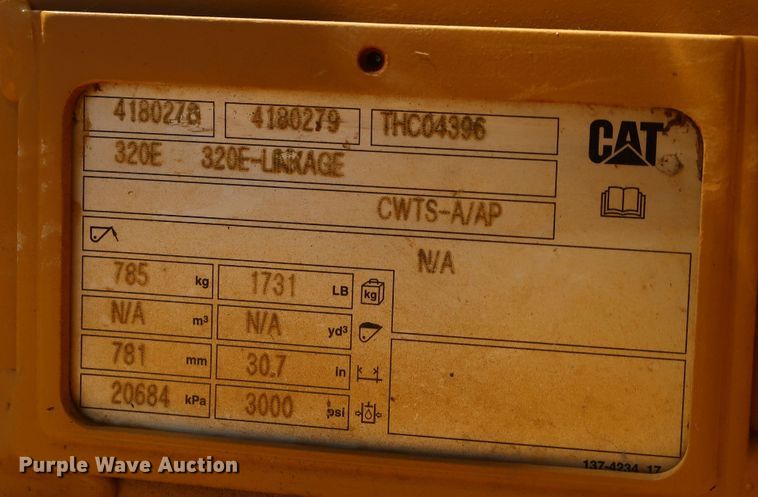 4180278 4180279 THC04396 CAT
320E 320E-LINKAGE
CWTS-A/AP
N/A
785 kg 1731 LB kg
N/A m³ N/A yd³
781 mm 30.7 in
20684 kPa 3000 psi
137-4234 17
Purple Wave Auction